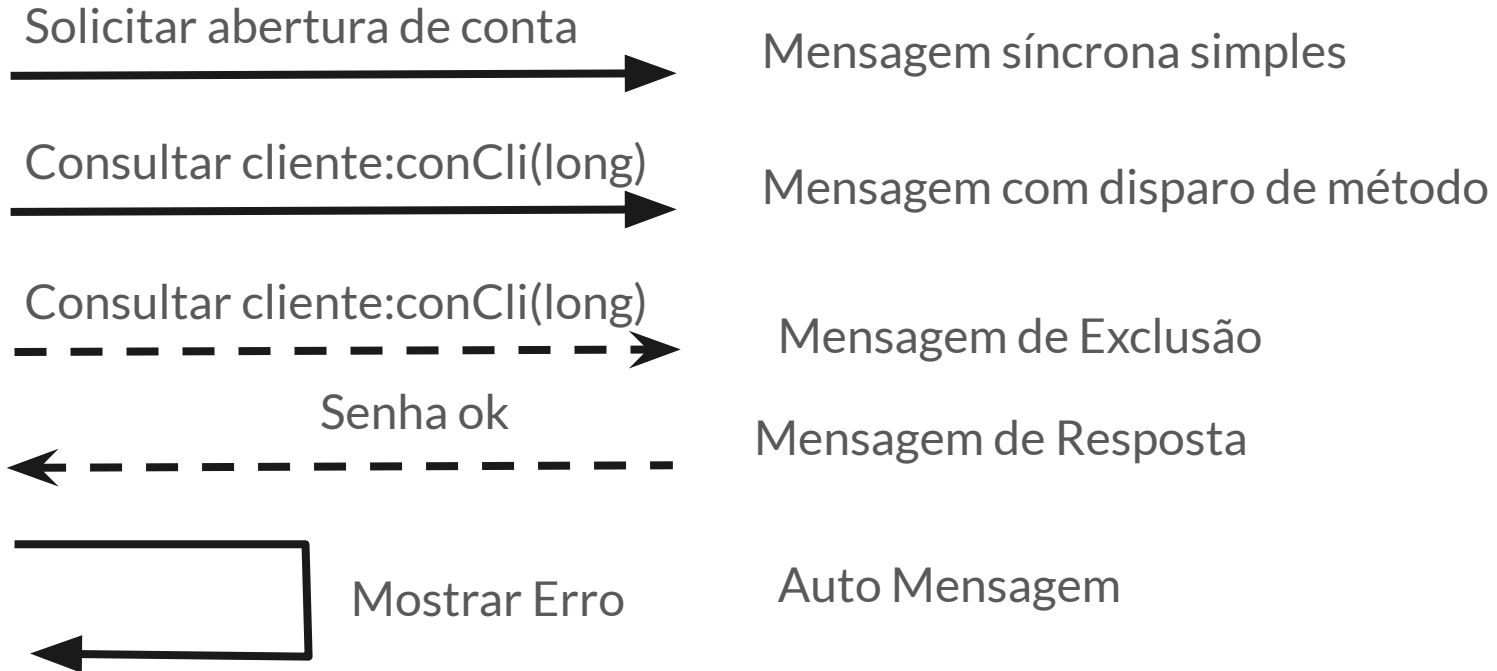 Solicitar abertura de conta
Mensagem síncrona simples
Consultar cliente:conCli(long)
Mensagem com disparo de método
Consultar cliente:conCli(long)
Mensagem de Exclusão
Senha ok
Mensagem de Resposta
Mostrar Erro
Auto Mensagem